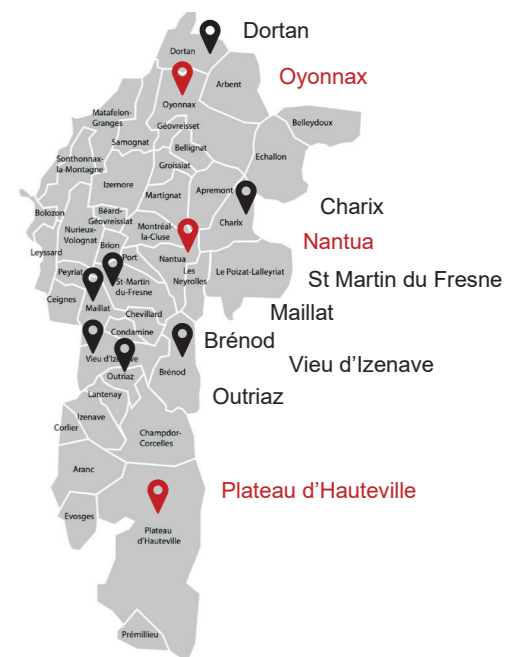 Dortan
Dortan
Oyonnax
Arbent
Oyonnax
Matafelon-
Granges
Géovreisset
Belleydoux
Samognat
Bellignat
Echallon
Sonthonnax-
la-Montagne
Groissiat
Izernore
Apremont
Martignat
Charix
Bolozon
Béard-
Géovreissiat
Nurieux-
Volognat
Montréal-
la-Cluse
Charix
Nantua
Brion
Leyssard
Port
Nantua
Peyriat
Les
Neyrolles
Le Poizat-Lalleyriat
St Martin du Fresne
St-Martin
du-Fresne
Ceignes
Maillat
Maillat
Chevillard
Condamine
Brénod
Vieu d'Izenave
Vieu d'Izenave
Brénod
Outriaz
Outriaz
Lantenay
Izenave
Corlier
Champdor-
Corcelles
Aranc
Plateau d'Hauteville
Evosges
Plateau
d'Hauteville
Prémillieu